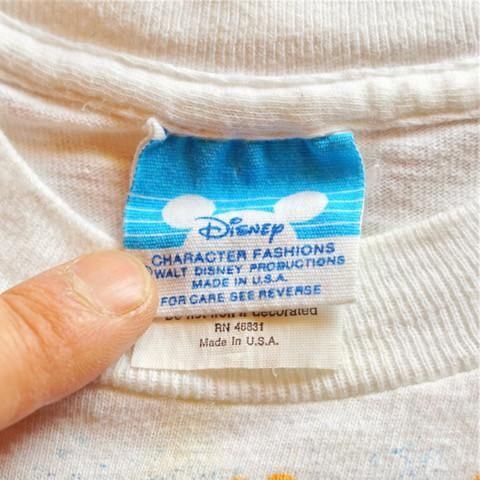 Disney
CHARACTER FASHIONS
©WALT DISNEY PRODUCTIONS
MADE IN U.S.A.
FOR CARE SEE REVERSE
Do not iron if decorated
RN 46831
Made In U.S.A.